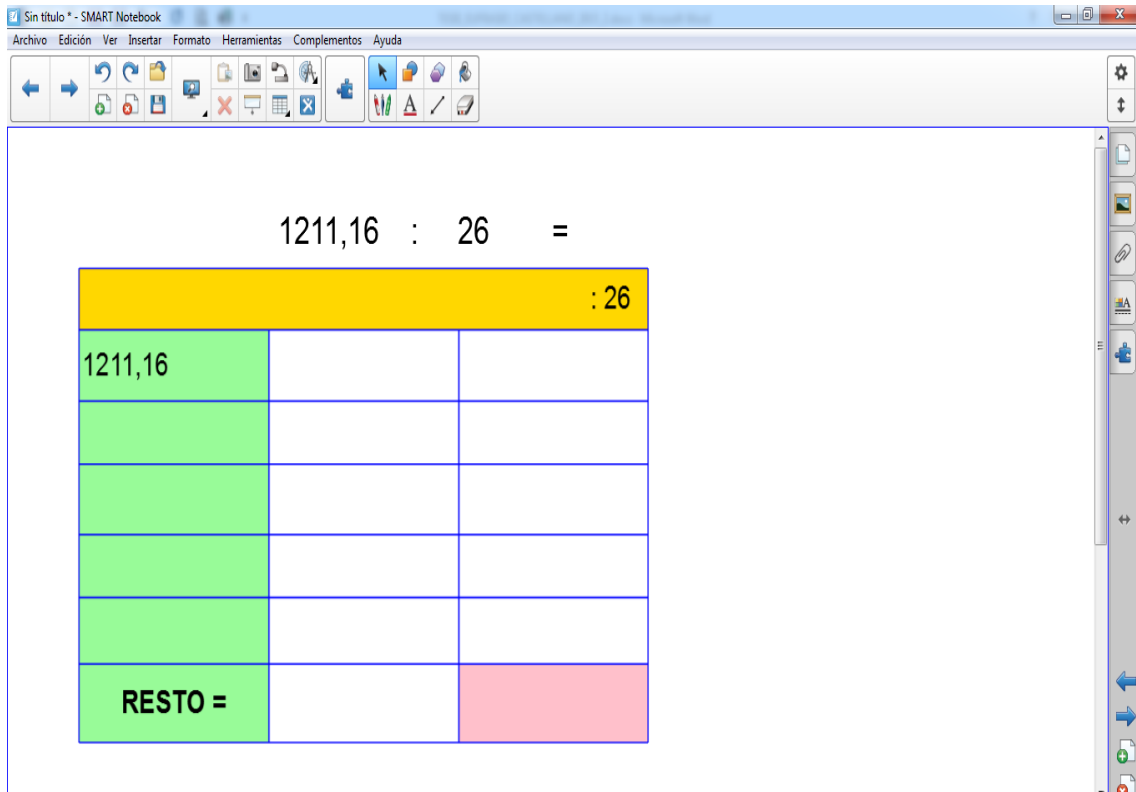 Sin título * - SMART Notebook
Archivo Edición Ver Insertar Formato Herramientas Complementos Ayuda
1211,16 : 26 =
: 26
1211,16
RESTO =